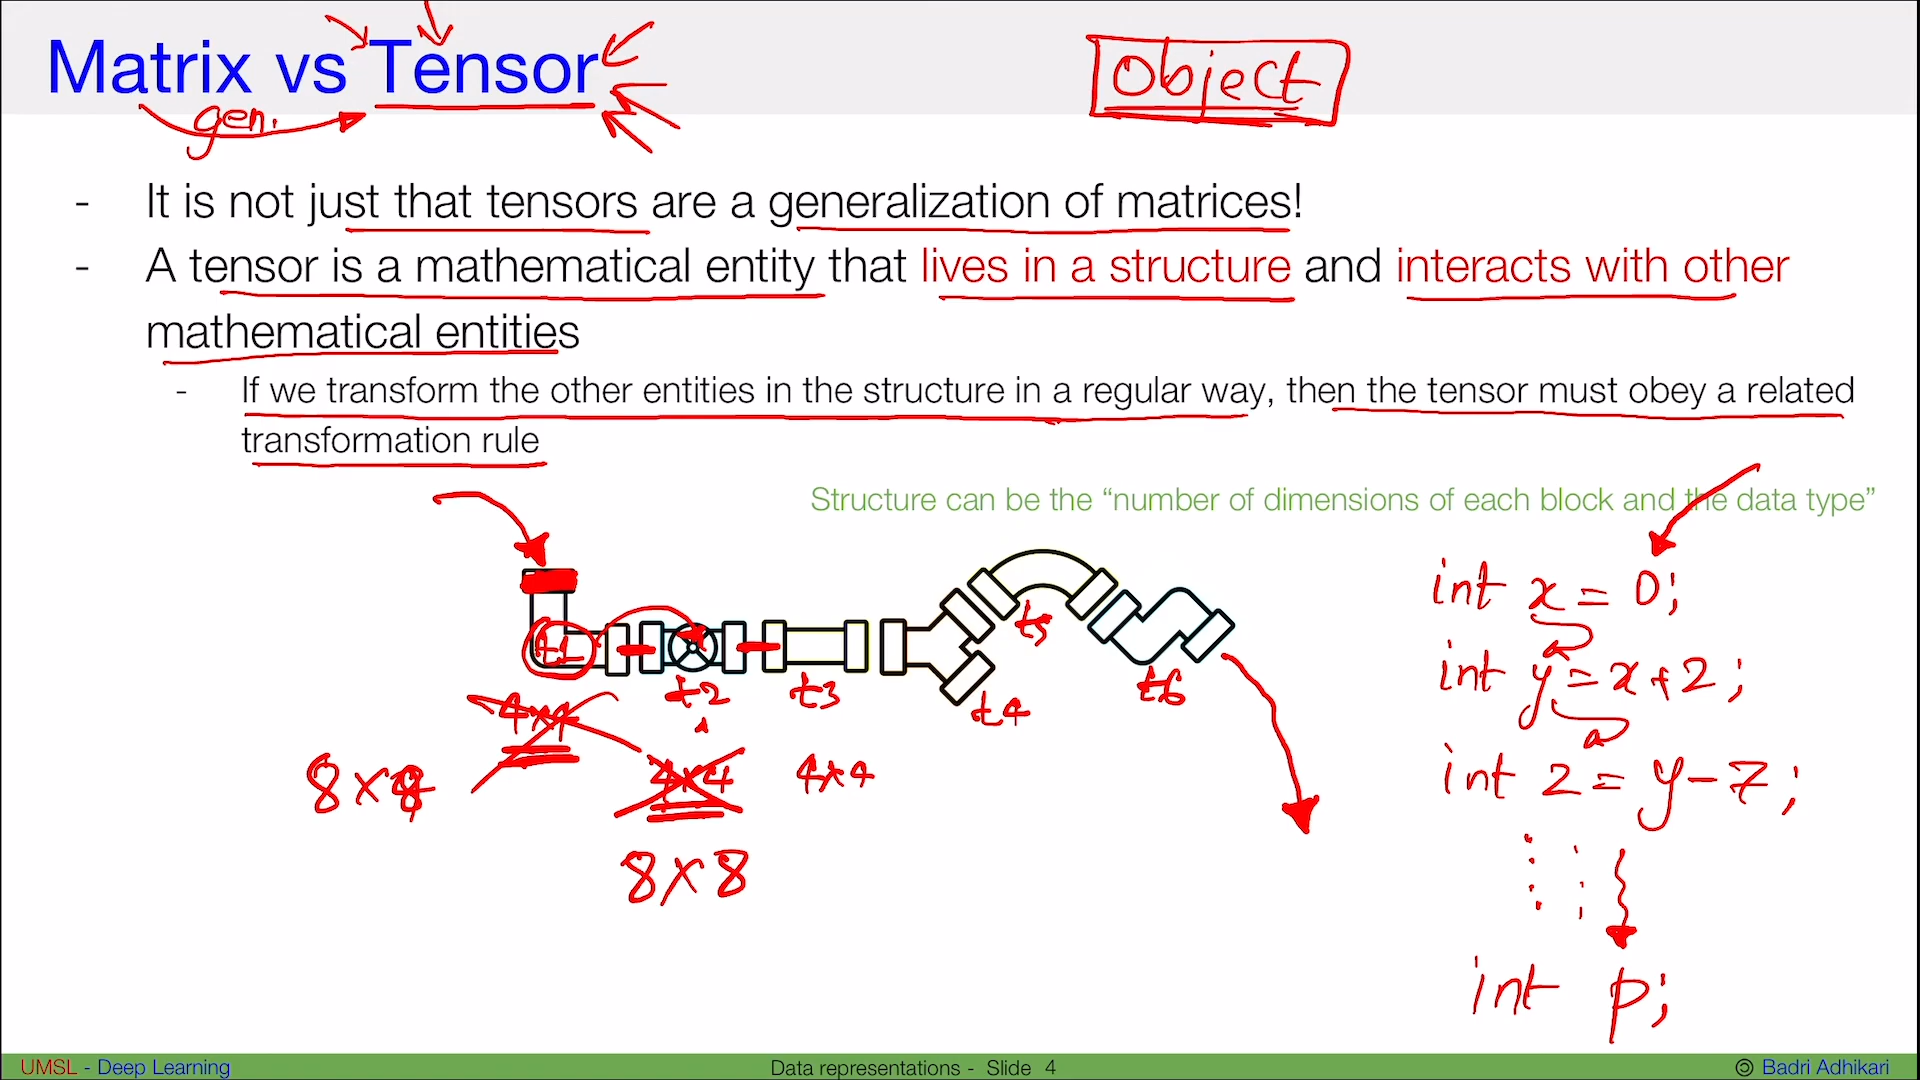 Matrix vs Tensor
gen.
Object
- It is not just that tensors are a generalization of matrices!
- A tensor is a mathematical entity that lives in a structure and interacts with other
mathematical entities
- If we transform the other entities in the structure in a regular way, then the tensor must obey a related
transformation rule
Structure can be the “number of dimensions of each block and the data type”
t1
t2
t3
t4
t5
t6
4x4
4x4
4x4
8x8
8x8
int x = 0;
int y = x + 2;
int z = y - 7;
int p;
UMSL - Deep Learning
Data representations - Slide 4
© Badri Adhikari